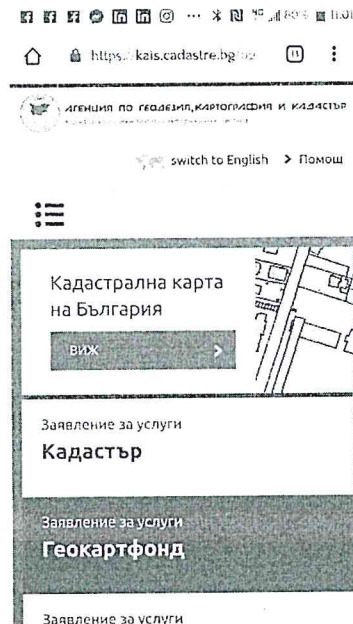 https://kais.cadastre.bg
агенция по геодезия,картография и кадастър
switch to English > Помощ
Кадастрална карта
на България
виж >
Заявление за услуги
Кадастър
Заявление за услуги
Геокартфонд
Заявление за услуги